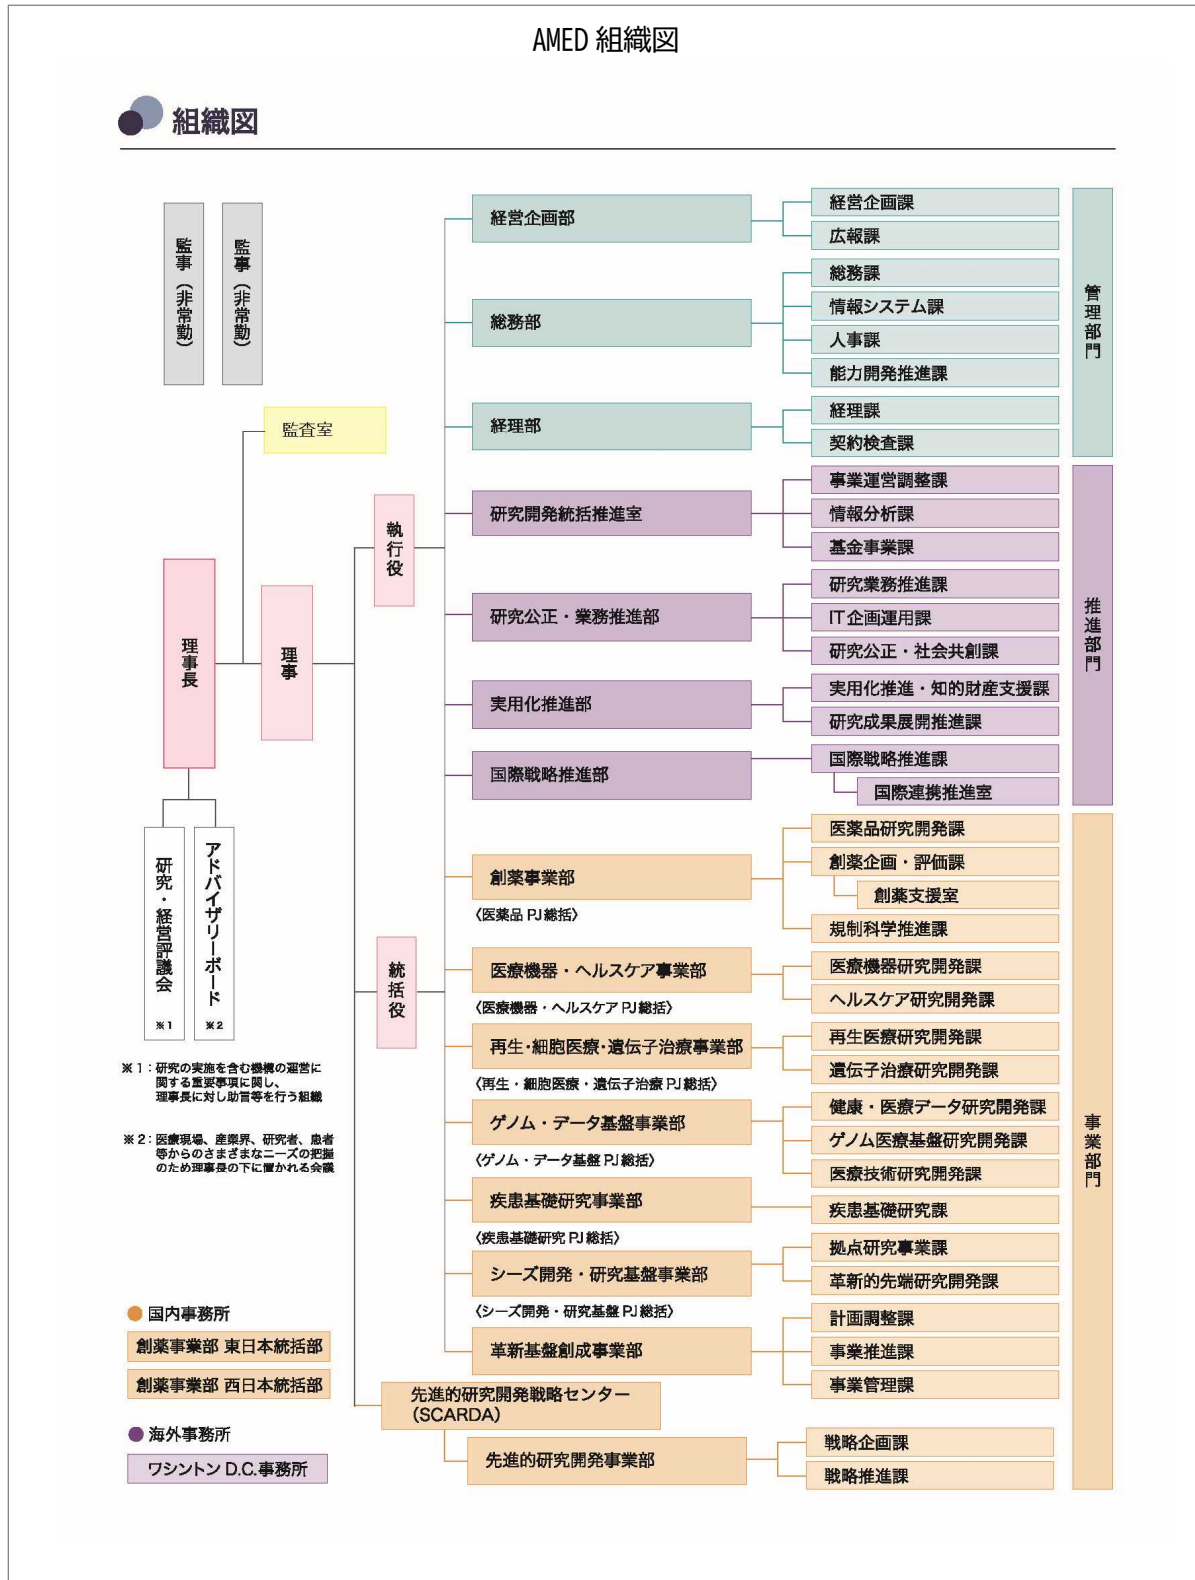 AMED 組織図
組織図
監事（非常勤）
監事（非常勤）
監査室
理事長
理事
執行役
統括役
研究・経営評議会
※1
アドバイザリーボード
※2
※1：研究の実施を含む機構の運営に
関する重要事項に関し、
理事長に対し助言等を行う組織
※2：医療現場、産業界、研究者、患者
等からのさまざまなニーズの把握
のため理事長の下に置かれる会議
国内事務所
創薬事業部 東日本統括部
創薬事業部 西日本統括部
海外事務所
ワシントン D.C.事務所
経営企画部
経営企画課
広報課
総務部
総務課
情報システム課
人事課
能力開発推進課
経理部
経理課
契約検査課
管理部門
研究開発統括推進室
事業運営調整課
情報分析課
基金事業課
研究公正・業務推進部
研究業務推進課
IT企画運用課
研究公正・社会共創課
実用化推進部
実用化推進・知的財産支援課
研究成果展開推進課
国際戦略推進部
国際戦略推進課
国際連携推進室
推進部門
創薬事業部
〈医薬品 PJ 総括〉
医薬品研究開発課
創薬企画・評価課
創薬支援室
規制科学推進課
医療機器・ヘルスケア事業部
〈医療機器・ヘルスケア PJ 総括〉
医療機器研究開発課
ヘルスケア研究開発課
再生・細胞医療・遺伝子治療事業部
〈再生・細胞医療・遺伝子治療 PJ 総括〉
再生医療研究開発課
遺伝子治療研究開発課
ゲノム・データ基盤事業部
〈ゲノム・データ基盤 PJ 総括〉
健康・医療データ研究開発課
ゲノム医療基盤研究開発課
医療技術研究開発課
疾患基礎研究事業部
〈疾患基礎研究 PJ 総括〉
疾患基礎研究課
シーズ開発・研究基盤事業部
〈シーズ開発・研究基盤 PJ 総括〉
拠点研究事業課
革新的先端研究開発課
革新基盤創成事業部
計画調整課
事業推進課
事業管理課
先進的研究開発戦略センター
（SCARDA）
先進的研究開発事業部
戦略企画課
戦略推進課
事業部門